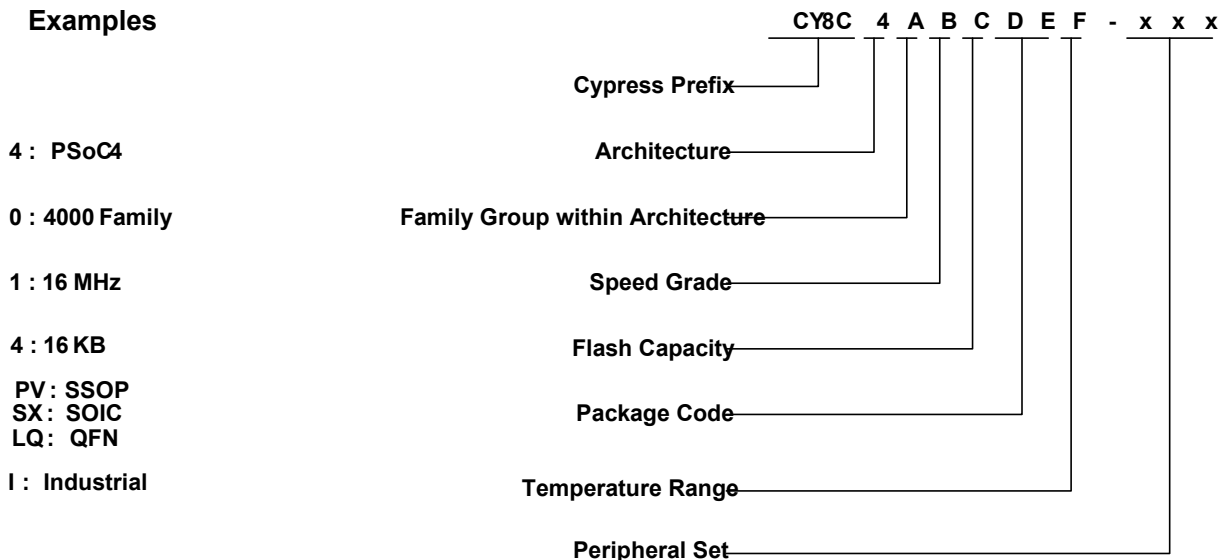 Examples CY8C 4 A B C D E F - x x x
Cypress Prefix
4 : PSoC4 Architecture
0 : 4000 Family Family Group within Architecture
1 : 16 MHz Speed Grade
4 : 16 KB Flash Capacity
PV : SSOP
SX : SOIC Package Code
LQ : QFN
I : Industrial Temperature Range
Peripheral Set